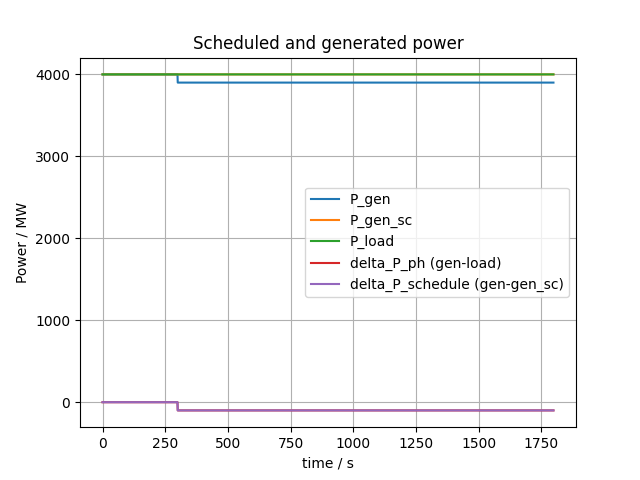 Scheduled and generated power
Power / MW
4000
3000
2000
1000
0
P_gen
P_gen_sc
P_load
delta_P_ph (gen-load)
delta_P_schedule (gen-gen_sc)
0 250 500 750 1000 1250 1500 1750
time / s